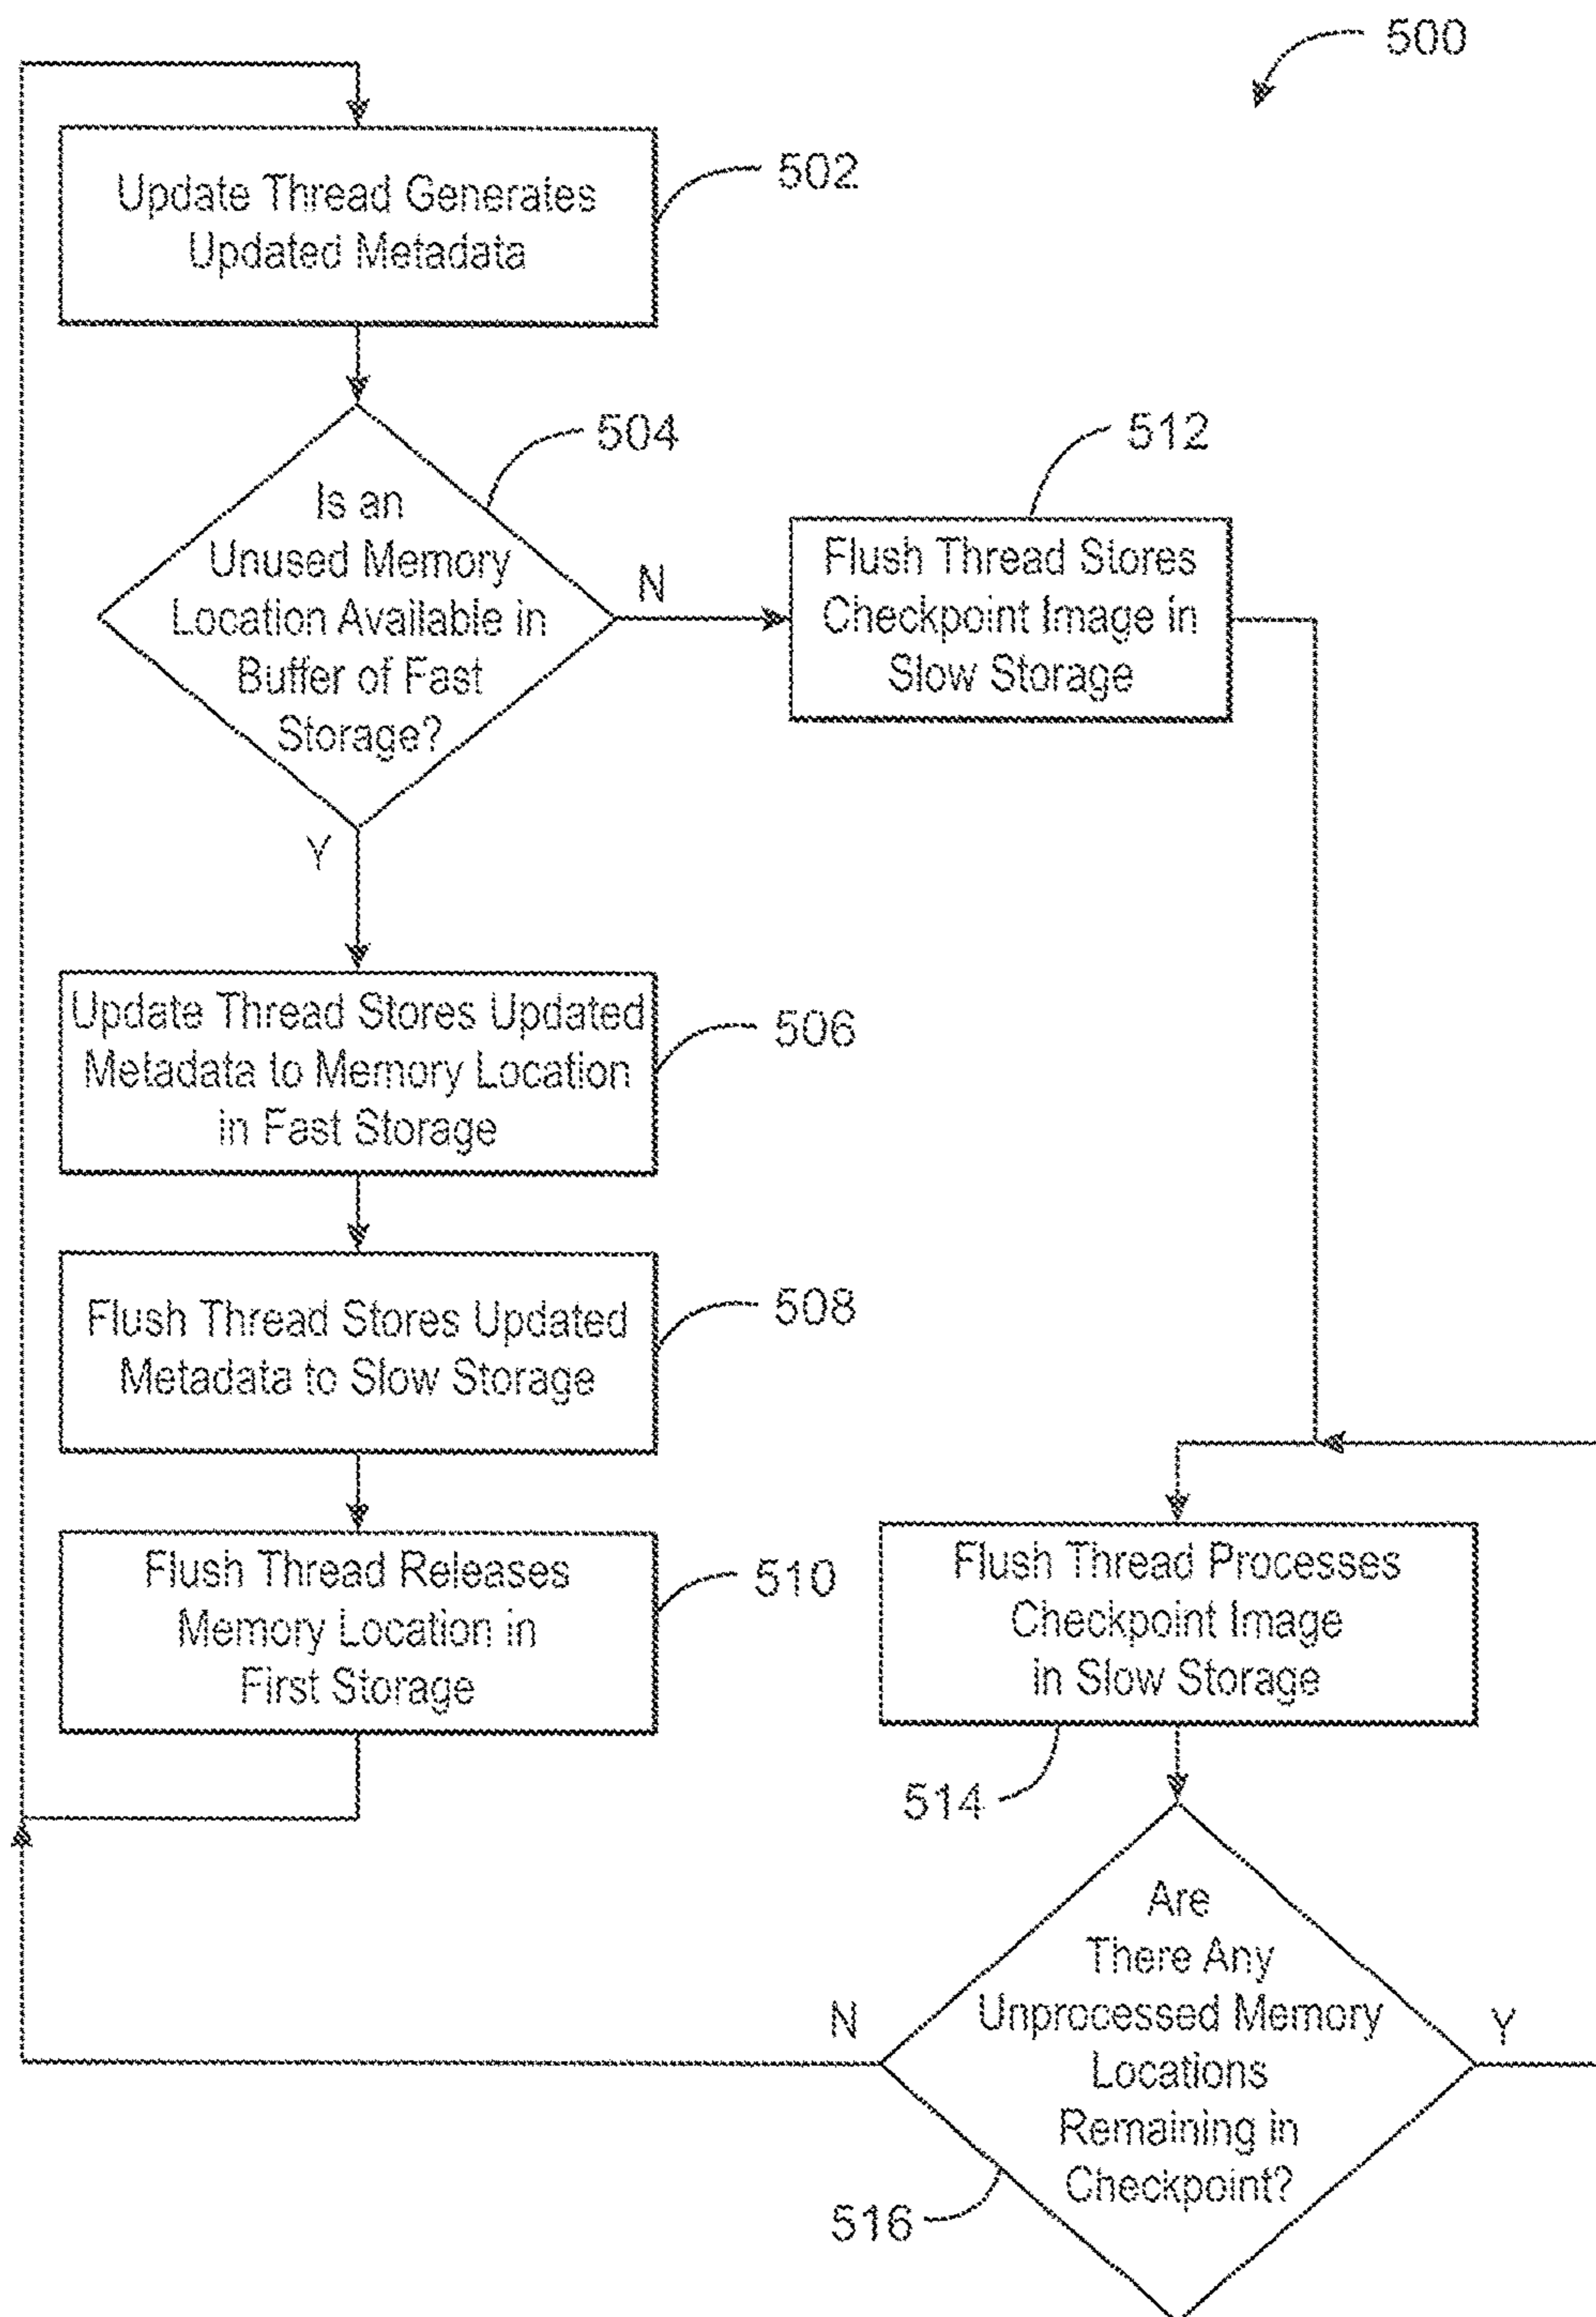 500
Update Thread Generates
Updated Metadata
502
Is an
Unused Memory
Location Available in
Buffer of Fast
Storage?
504
N
Y
512
Flush Thread Stores
Checkpoint Image in
Slow Storage
Update Thread Stores Updated
Metadata to Memory Location
in Fast Storage
506
Flush Thread Stores Updated
Metadata to Slow Storage
508
Flush Thread Releases
Memory Location in
First Storage
510
Flush Thread Processes
Checkpoint Image
in Slow Storage
514
Are
There Any
Unprocessed Memory
Locations
Remaining in
Checkpoint?
N
Y
516